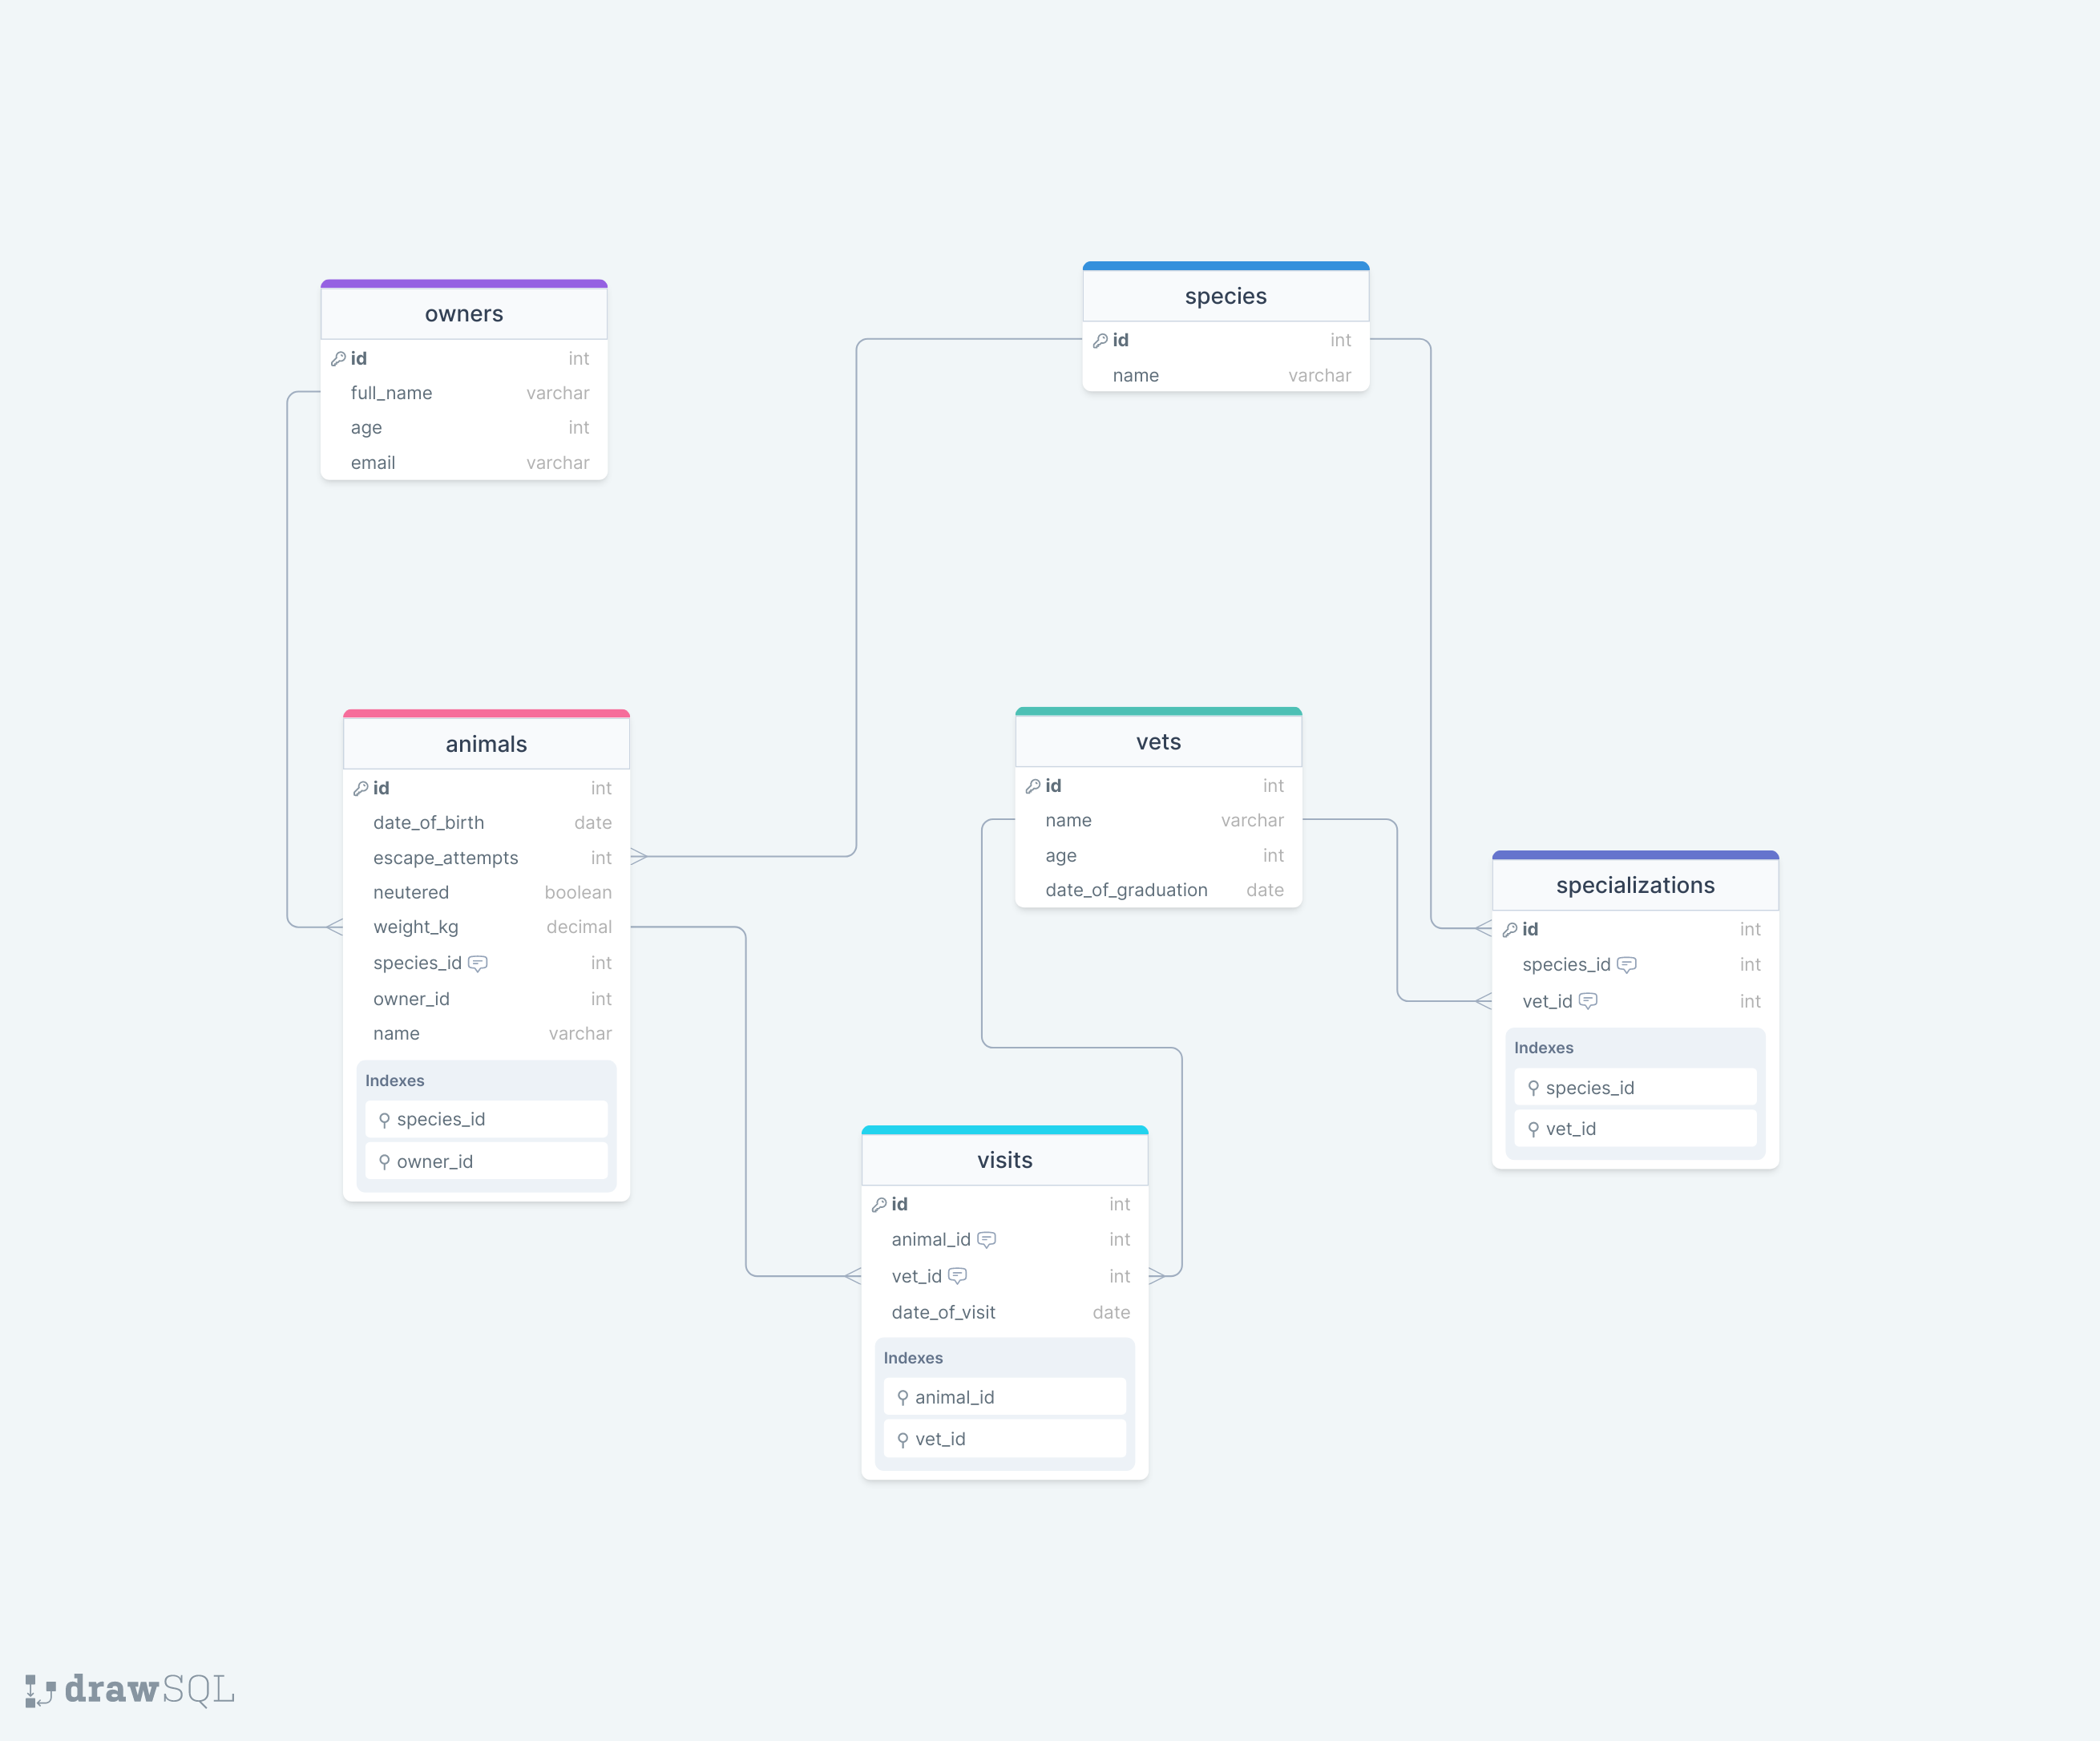 owners
id int
full_name varchar
age int
email varchar
species
id int
name varchar
animals
id int
date_of_birth date
escape_attempts int
neutered boolean
weight_kg decimal
species_id int
owner_id int
name varchar
Indexes
species_id
owner_id
vets
id int
name varchar
age int
date_of_graduation date
specializations
id int
species_id int
vet_id int
Indexes
species_id
vet_id
visits
id int
animal_id int
vet_id int
date_of_visit date
Indexes
animal_id
vet_id
drawSQL